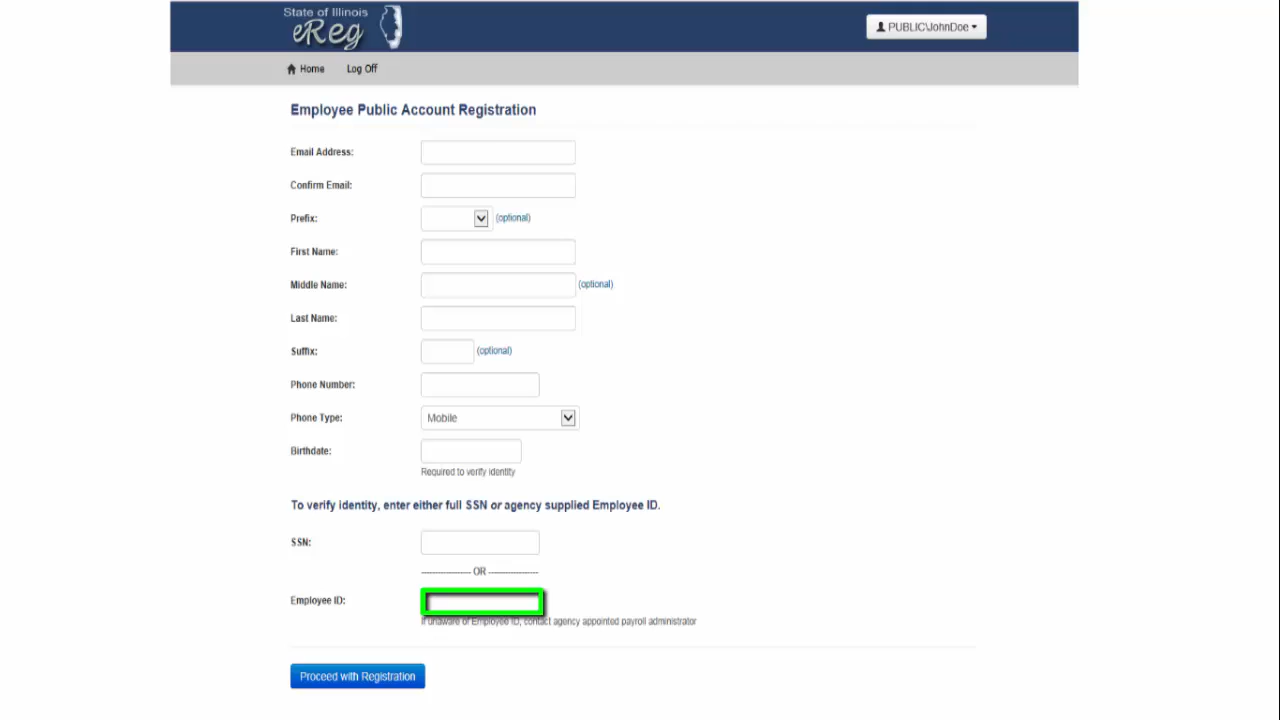 State of Illinois
eReg
PUBLIC\JohnDoe
Home Log Off
Employee Public Account Registration
Email Address:
Confirm Email:
Prefix: (optional)
First Name:
Middle Name: (optional)
Last Name:
Suffix: (optional)
Phone Number:
Phone Type: Mobile
Birthdate:
Required to verify identity
To verify identity, enter either full SSN or agency supplied Employee ID.
SSN:
------------------ OR ------------------
Employee ID:
If unaware of Employee ID, contact agency appointed payroll administrator
Proceed with Registration